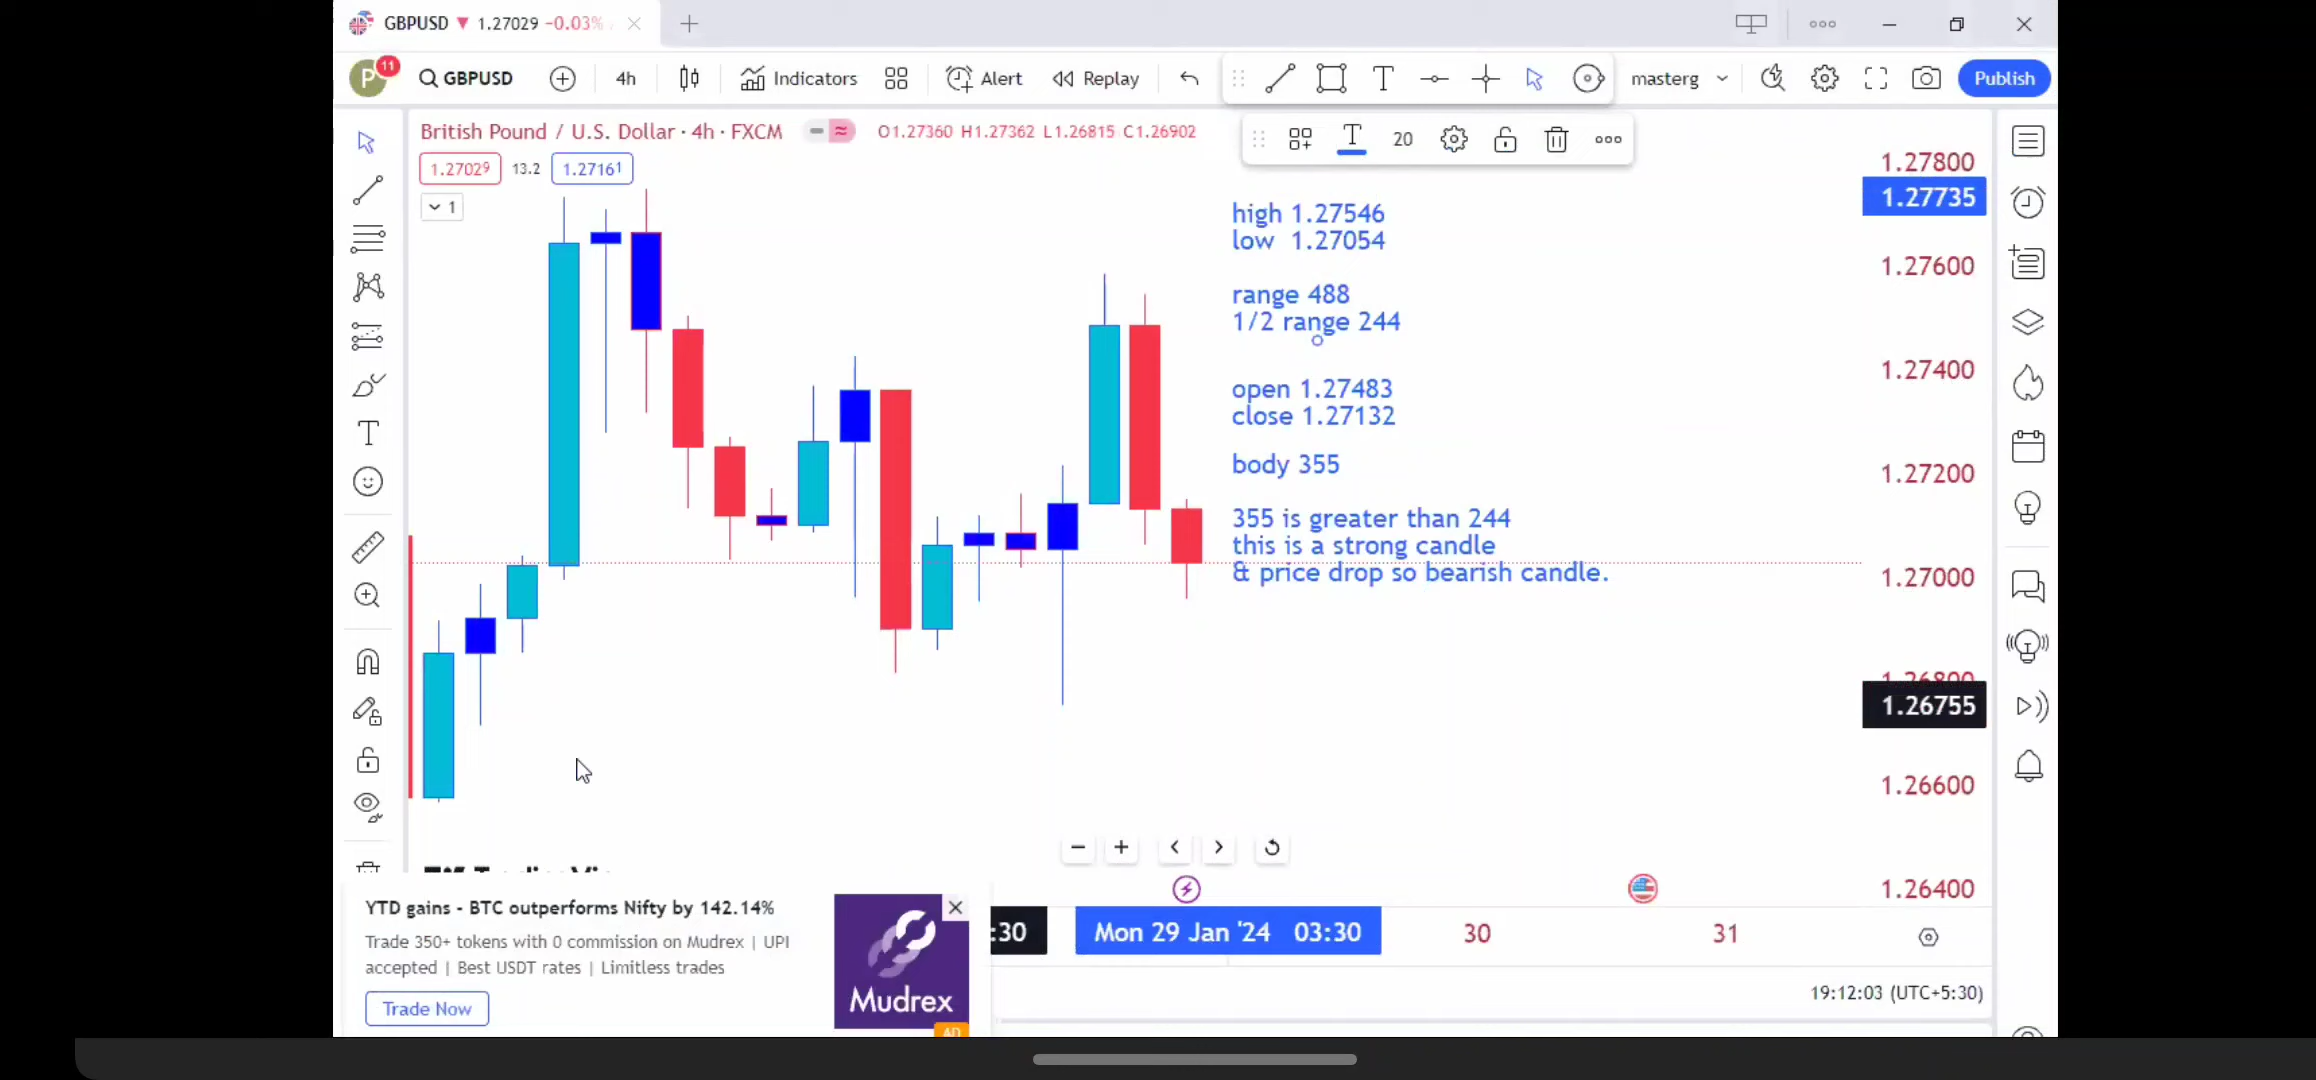 GBPUSD ▼ 1.27029 −0.03%
P 11 GBPUSD 4h Indicators Alert Replay masterg Publish
British Pound / U.S. Dollar · 4h · FXCM O1.27360 H1.27362 L1.26815 C1.26902
20
1.27029 13.2 1.27161
1
high 1.27546
low 1.27054
range 488
1/2 range 244
open 1.27483
close 1.27132
body 355
355 is greater than 244
this is a strong candle
& price drop so bearish candle.
1.27800
1.27735
1.27600
1.27400
1.27200
1.27000
1.26800
1.26755
1.26600
1.26400
YTD gains - BTC outperforms Nifty by 142.14%
Trade 350+ tokens with 0 commission on Mudrex | UPI
accepted | Best USDT rates | Limitless trades
Trade Now
Mudrex
AD
:30 Mon 29 Jan '24 03:30 30 31
19:12:03 (UTC+5:30)